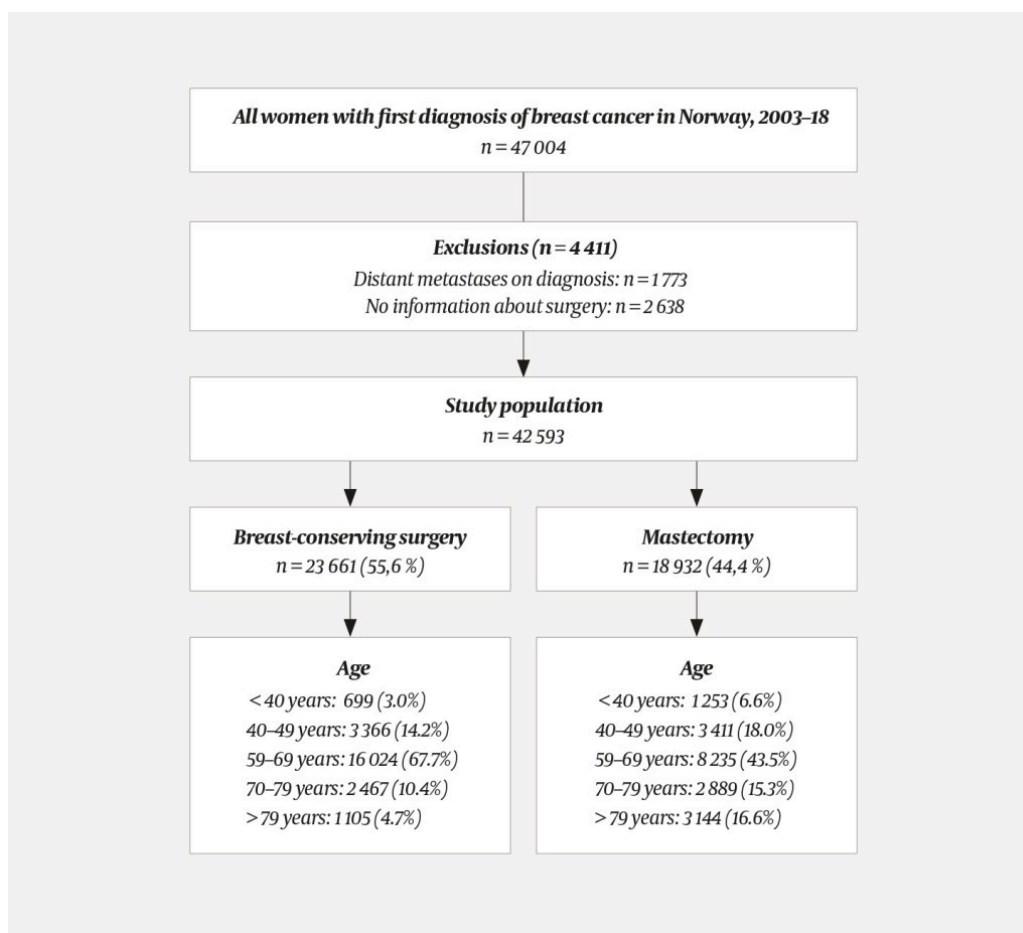 All women with first diagnosis of breast cancer in Norway, 2003–18
n = 47 004
Exclusions (n = 4 411)
Distant metastases on diagnosis: n = 1 773
No information about surgery: n = 2 638
Study population
n = 42 593
Breast-conserving surgery
n = 23 661 (55,6 %)
Mastectomy
n = 18 932 (44,4 %)
Age
< 40 years: 699 (3.0%)
40–49 years: 3 366 (14.2%)
59–69 years: 16 024 (67.7%)
70–79 years: 2 467 (10.4%)
> 79 years: 1 105 (4.7%)
Age
< 40 years: 1 253 (6.6%)
40–49 years: 3 411 (18.0%)
59–69 years: 8 235 (43.5%)
70–79 years: 2 889 (15.3%)
> 79 years: 3 144 (16.6%)